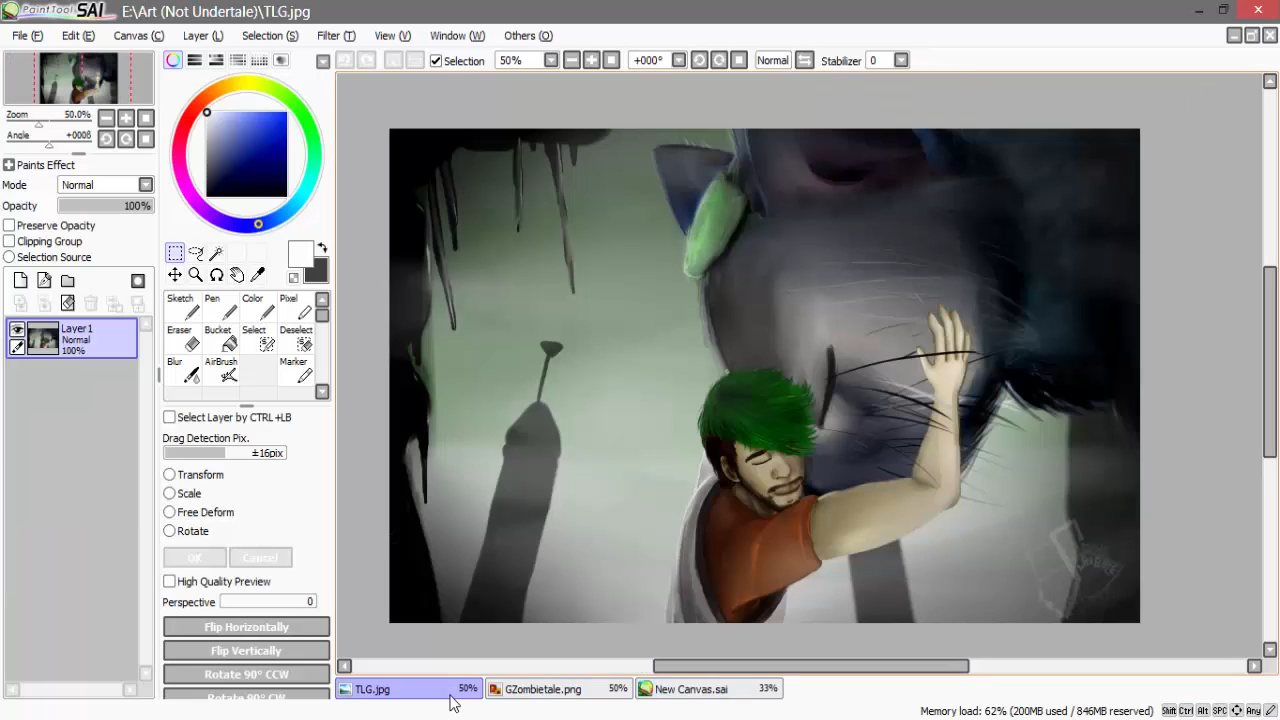 PaintTool SAI E:\Art (Not Undertale)\TLG.jpg
File (F) Edit (E) Canvas (C) Layer (L) Selection (S) Filter (T) View (V) Window (W) Others (O)
Selection 50% +000° Normal Stabilizer 0
Zoom 50.0%
Angle +000ß
Paints Effect
Mode Normal
Opacity 100%
Preserve Opacity
Clipping Group
Selection Source
Layer1
Normal
100%
Sketch Pen Color Pixel
Eraser Bucket Select Deselect
Blur AirBrush Marker
Select Layer by CTRL +LB
Drag Detection Pix.
±16pix
Transform
Scale
Free Deform
Rotate
OK Cancel
High Quality Preview
Perspective 0
Flip Horizontally
Flip Vertically
Rotate 90° CCW
Rotate 90° CW
TLG.jpg 50% GZombietale.png 50% New Canvas.sai 33%
Memory load: 62% (200MB used / 846MB reserved) Shift Ctrl Alt SPC Any